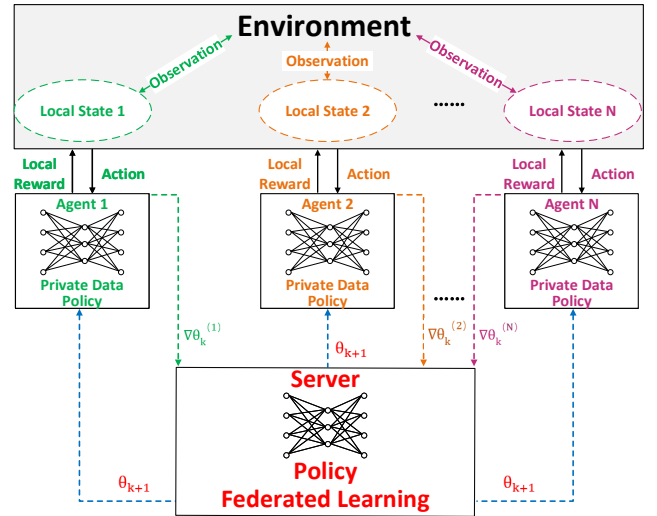 Environment
Observation
Observation
Observation
Local State 1
Local State 2
......
Local State N
Local
Reward
Action
Local
Reward
Action
Local
Reward
Action
Agent 1
Private Data
Policy
Agent 2
Private Data
Policy
......
Agent N
Private Data
Policy
∇θₖ⁽¹⁾
θₖ₊₁
∇θₖ⁽²⁾
∇θₖ⁽ᴺ⁾
Server
Policy
Federated Learning
θₖ₊₁
θₖ₊₁